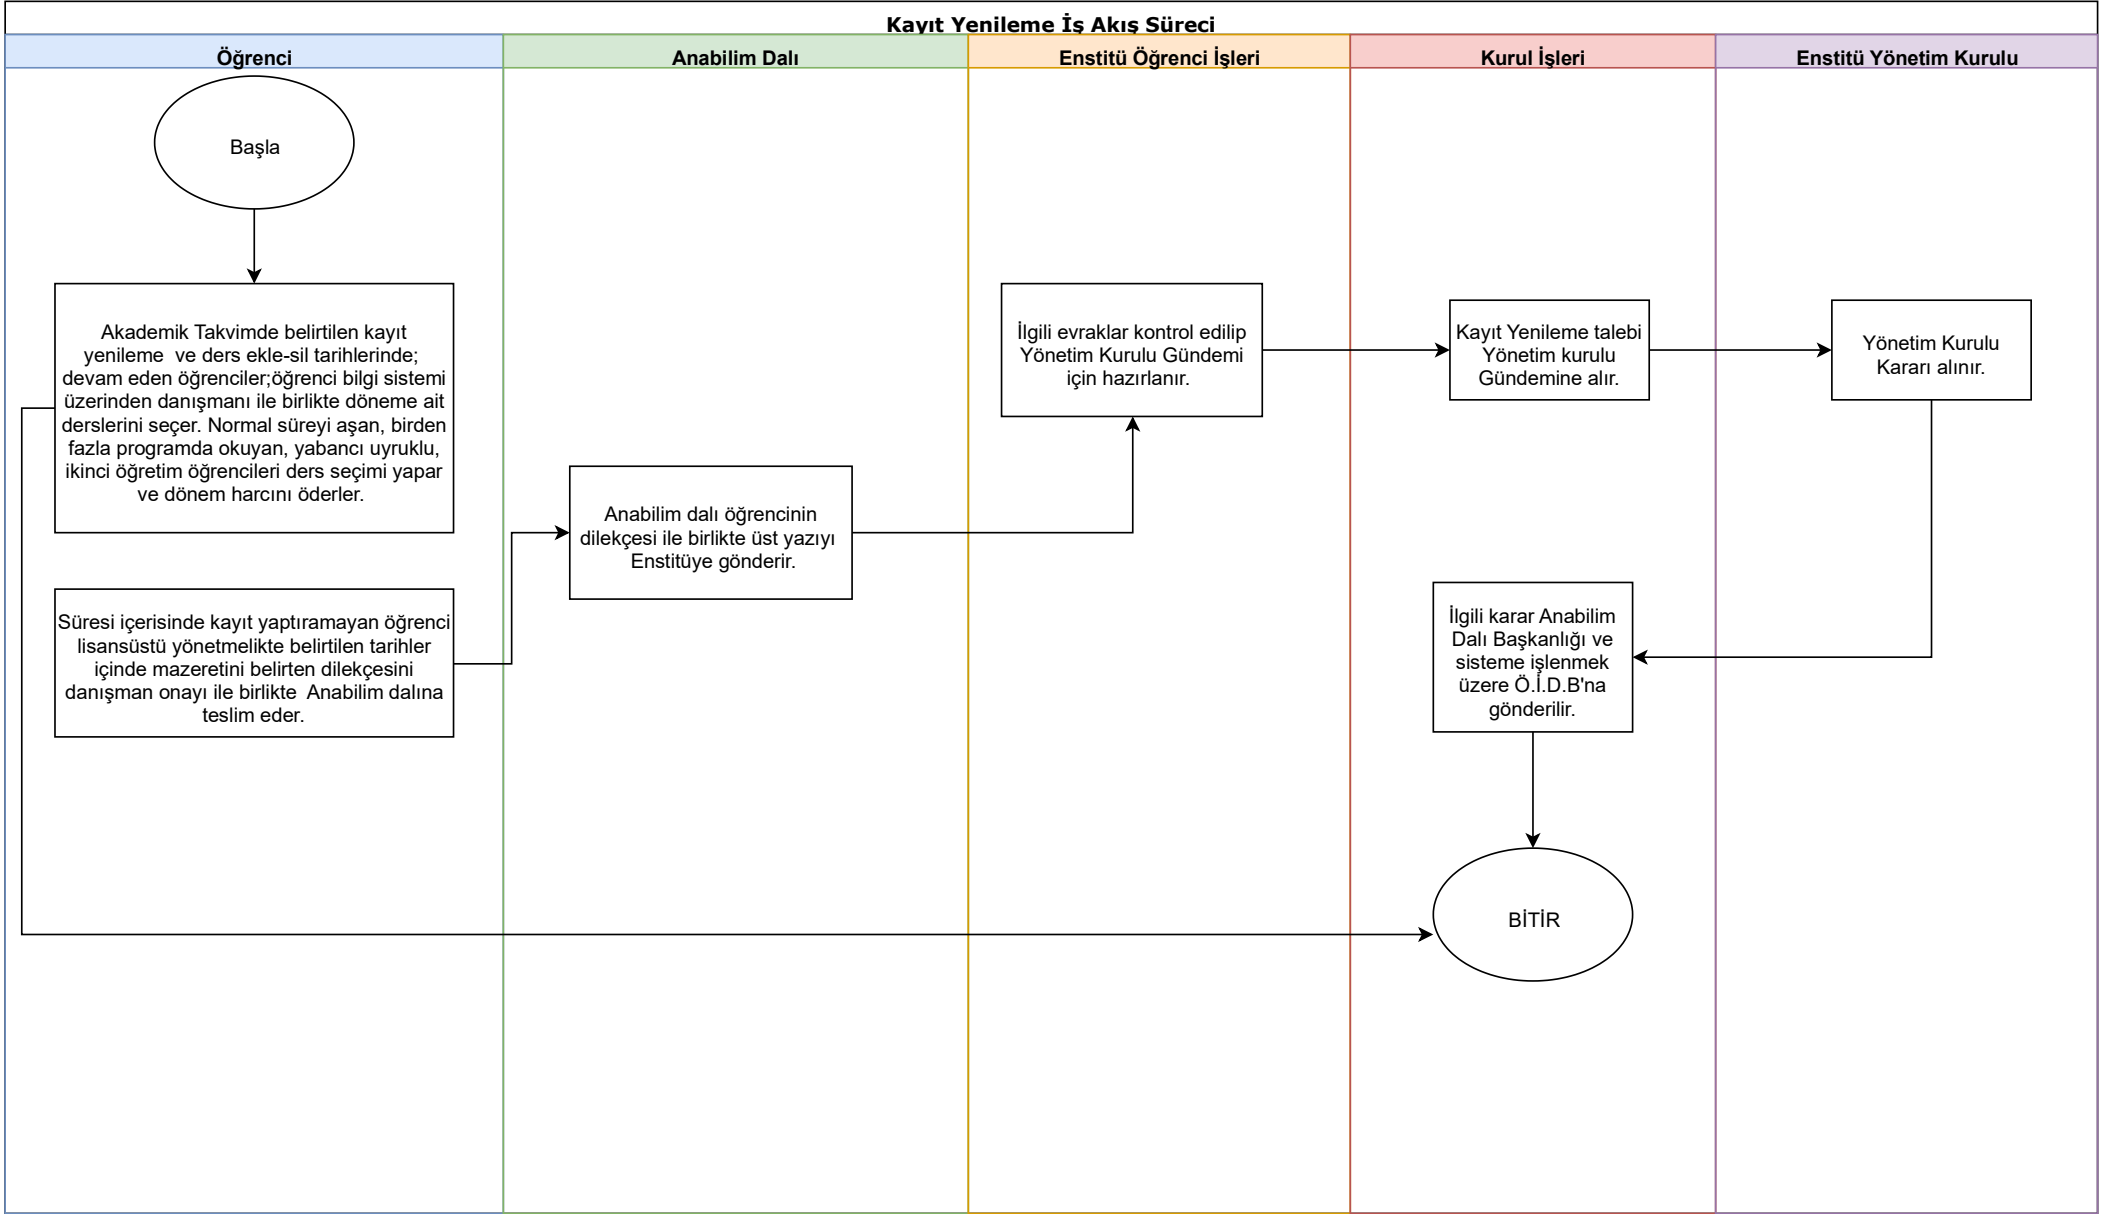 Kayıt Yenileme İş Akış Süreci
Öğrenci
Anabilim Dalı
Enstitü Öğrenci İşleri
Kurul İşleri
Enstitü Yönetim Kurulu
Başla
Akademik Takvimde belirtilen kayıt
yenileme  ve ders ekle-sil tarihlerinde;
devam eden öğrenciler;öğrenci bilgi sistemi
üzerinden danışmanı ile birlikte döneme ait
derslerini seçer. Normal süreyi aşan, birden
fazla programda okuyan, yabancı uyruklu,
ikinci öğretim öğrencileri ders seçimi yapar
ve dönem harcını öderler.
Süresi içerisinde kayıt yaptıramayan öğrenci
lisansüstü yönetmelikte belirtilen tarihler
içinde mazeretini belirten dilekçesini
danışman onayı ile birlikte  Anabilim dalına
teslim eder.
Anabilim dalı öğrencinin
dilekçesi ile birlikte üst yazıyı
Enstitüye gönderir.
İlgili evraklar kontrol edilip
Yönetim Kurulu Gündemi
için hazırlanır.
Kayıt Yenileme talebi
Yönetim kurulu
Gündemine alır.
Yönetim Kurulu
Kararı alınır.
İlgili karar Anabilim
Dalı Başkanlığı ve
sisteme işlenmek
üzere Ö.İ.D.B'na
gönderilir.
BİTİR